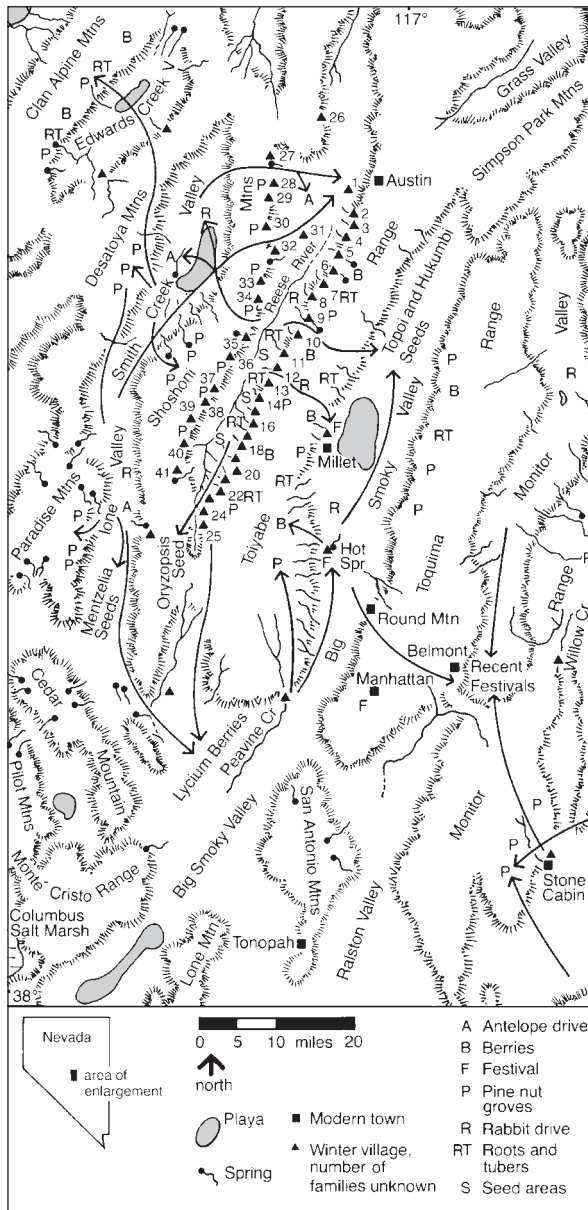 117°
Clan Alpine Mtns
B
RT
P
B
Edwards Creek V
RT
P
Grass Valley
Simpson Park Mtns
26
27
Austin
Desatoya Mtns
Valley
Mtns
P
28
29
A
1
R
P
30
31
2
3
4
Range
P
P
A
32
5
Reese River
6
B
Creek
P
33
7RT
R
8
34
P
9
P
Topoi and Hukumbi
Seeds
Range
Valley
Smith
P
P
P
35
RT
10
S
11
B
Shoshoni
P
36
12
RT
R
RT
P
37
13
S
14P
B
P
38
RT
16
B
F
39
P
S
18
B
Millet
RT
40
20
RT
P
P
41
22RT
24
P
25
Valley
Ione
R
A
Paradise Mtns
P
P
P
Mentzelia
Seeds
Oryzopsis
Seed
Toiyabe
B
P
R
Hot
Spr
F
Smoky
Valley
Toquima
Monitor
R
R
P
Range
Willow Cr
Big
Round Mtn
Belmont
Recent
Festivals
Manhattan
F
Cedar
Mountain
Pilot Mtns
Lycium Berries
Peavine Cr
Monte
Cristo Range
Big Smoky Valley
San Antonio Mtns
Monitor
P
P
P
Stone
Cabin
Columbus
Salt Marsh
Lone Mtn
Tonopah
Ralston Valley
38°
Nevada
area of
enlargement
0 5 10 20
miles
north
Playa
Spring
Modern town
Winter village,
number of
families unknown
A Antelope drive
B Berries
F Festival
P Pine nut
groves
R Rabbit drive
RT Roots and
tubers
S Seed areas